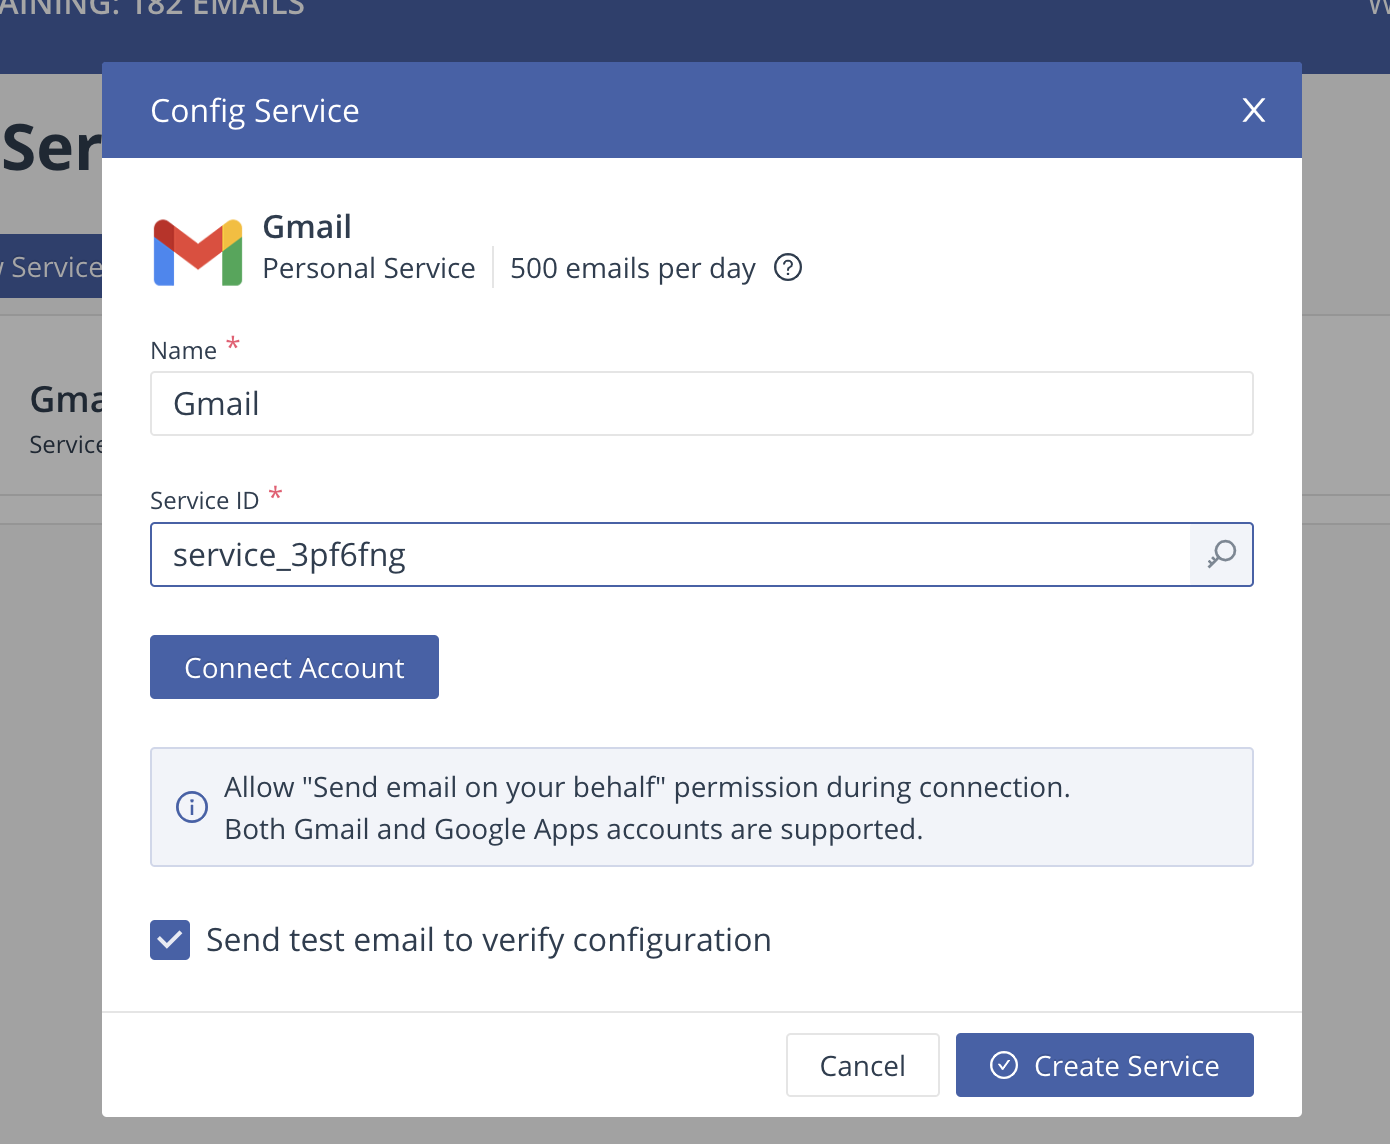 AINING: 182 EMAILS
Config Service
X
Ser
Gmail
Personal Service
500 emails per day
Service
Name *
Gmail
Gma
Service
Service ID *
service_3pf6fng
Connect Account
Allow "Send email on your behalf" permission during connection.
Both Gmail and Google Apps accounts are supported.
Send test email to verify configuration
Cancel
Create Service